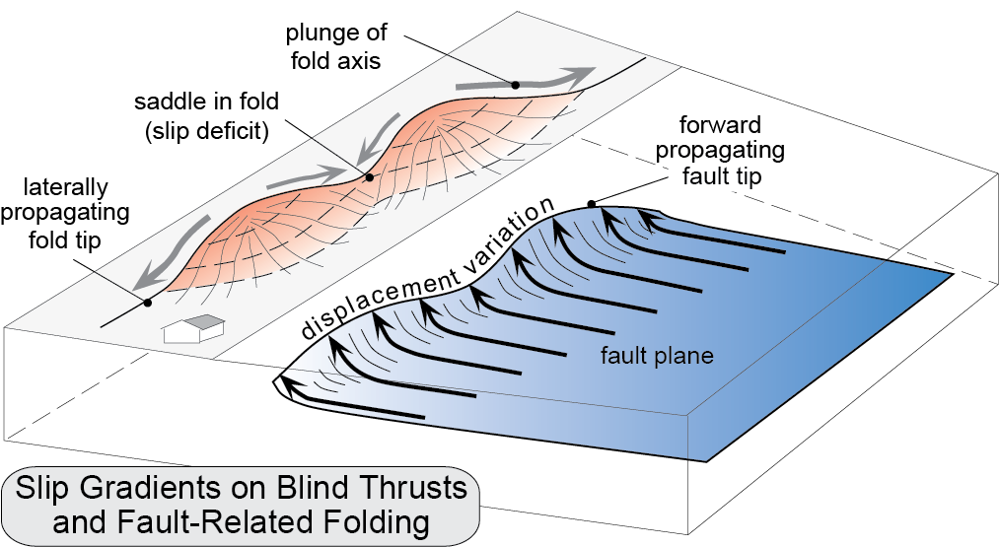 plunge of
fold axis
saddle in fold
(slip deficit)
forward
propagating
fault tip
laterally
propagating
fold tip
displacement variation
fault plane
Slip Gradients on Blind Thrusts
and Fault-Related Folding